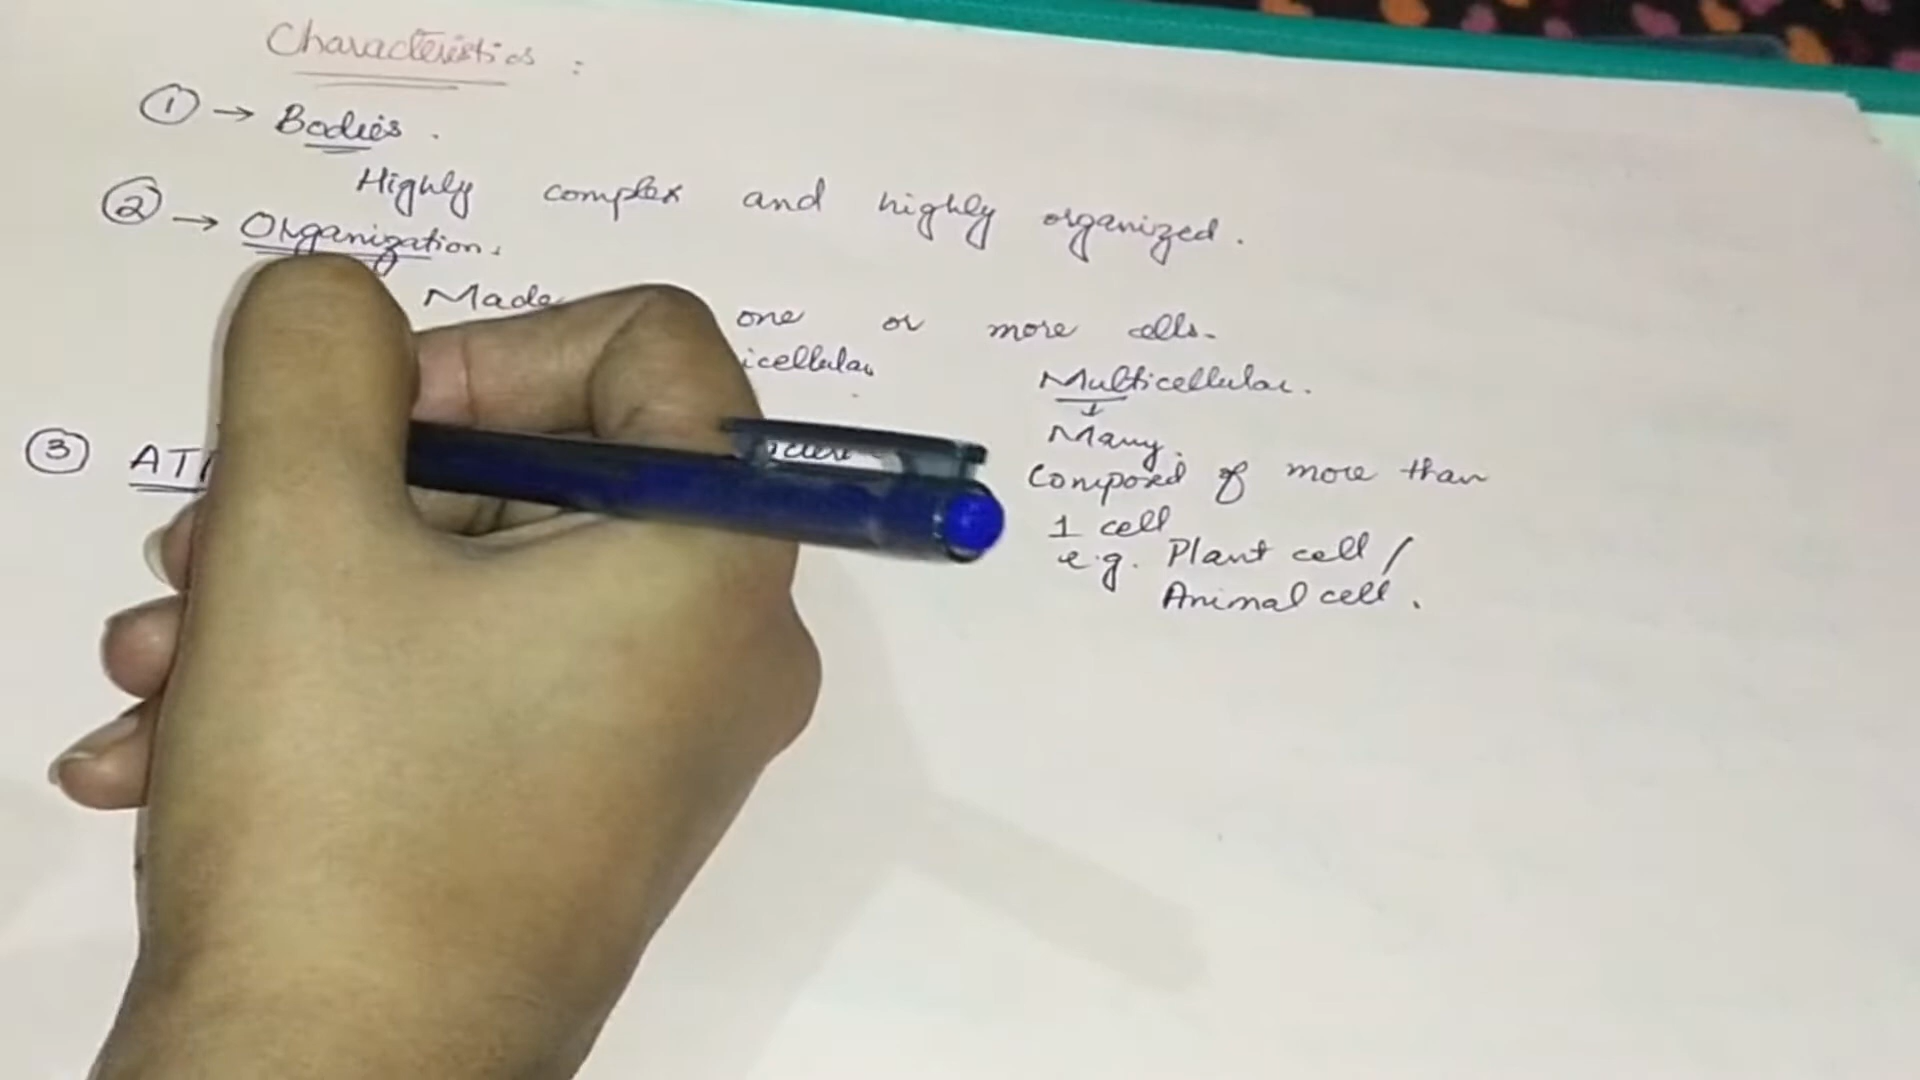 Characteristics :
① → Bodies .
Highly complex and highly organized .
② → Organization .
Made one or more cells .
icellular Multicellular .
↓
Many .
Composed of more than
1 cell
e.g. Plant cell /
Animal cell .
③ AT